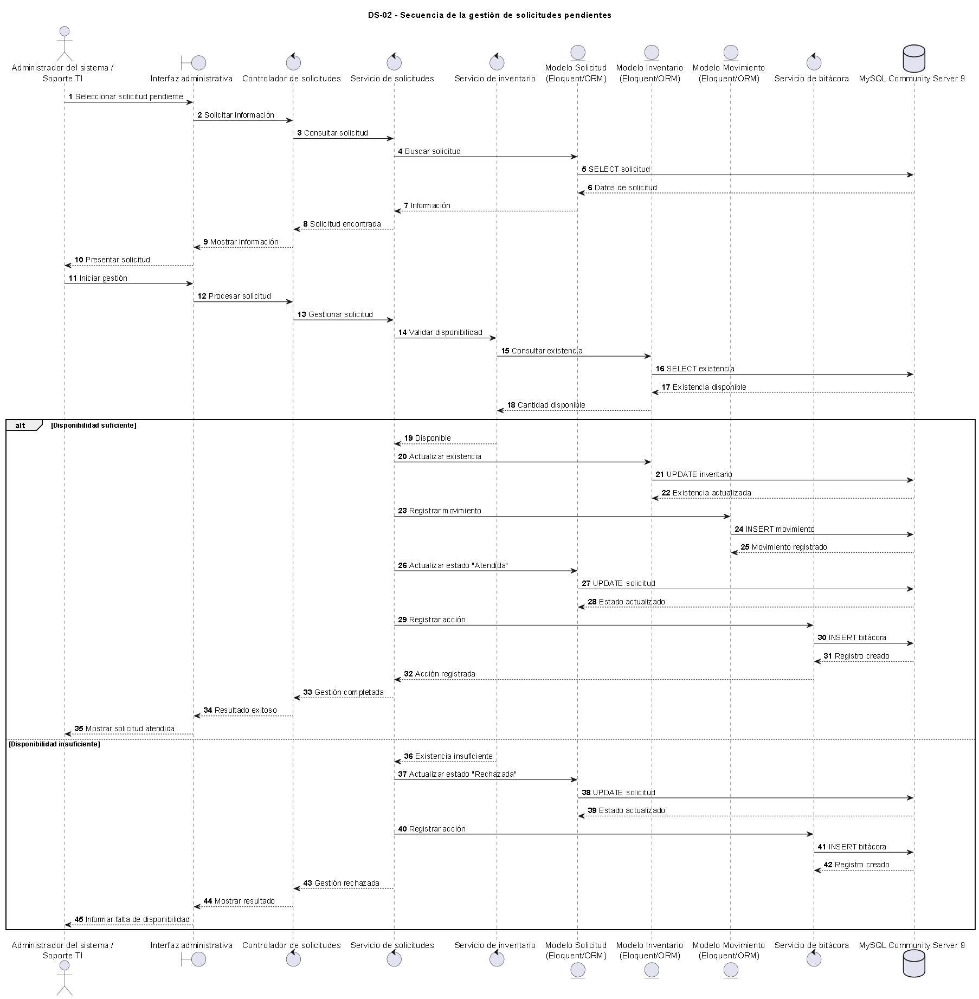 DS-02 - Secuencia de la gestión de solicitudes pendientes
Administrador del sistema /
Soporte TI
Interfaz administrativa
Controlador de solicitudes
Servicio de solicitudes
Servicio de inventario
Modelo Solicitud
(Eloquent/ORM)
Modelo Inventario
(Eloquent/ORM)
Modelo Movimiento
(Eloquent/ORM)
Servicio de bitácora
MySQL Community Server 9
1 Seleccionar solicitud pendiente
2 Solicitar información
3 Consultar solicitud
4 Buscar solicitud
5 SELECT solicitud
6 Datos de solicitud
7 Información
8 Solicitud encontrada
9 Mostrar información
10 Presentar solicitud
11 Iniciar gestión
12 Procesar solicitud
13 Gestionar solicitud
14 Validar disponibilidad
15 Consultar existencia
16 SELECT existencia
17 Existencia disponible
18 Cantidad disponible
alt [Disponibilidad suficiente]
19 Disponible
20 Actualizar existencia
21 UPDATE inventario
22 Existencia actualizada
23 Registrar movimiento
24 INSERT movimiento
25 Movimiento registrado
26 Actualizar estado "Atendida"
27 UPDATE solicitud
28 Estado actualizado
29 Registrar acción
30 INSERT bitácora
31 Registro creado
32 Acción registrada
33 Gestión completada
34 Resultado exitoso
35 Mostrar solicitud atendida
[Disponibilidad insuficiente]
36 Existencia insuficiente
37 Actualizar estado "Rechazada"
38 UPDATE solicitud
39 Estado actualizado
40 Registrar acción
41 INSERT bitácora
42 Registro creado
43 Gestión rechazada
44 Mostrar resultado
45 Informar falta de disponibilidad
Administrador del sistema /
Soporte TI
Interfaz administrativa
Controlador de solicitudes
Servicio de solicitudes
Servicio de inventario
Modelo Solicitud
(Eloquent/ORM)
Modelo Inventario
(Eloquent/ORM)
Modelo Movimiento
(Eloquent/ORM)
Servicio de bitácora
MySQL Community Server 9